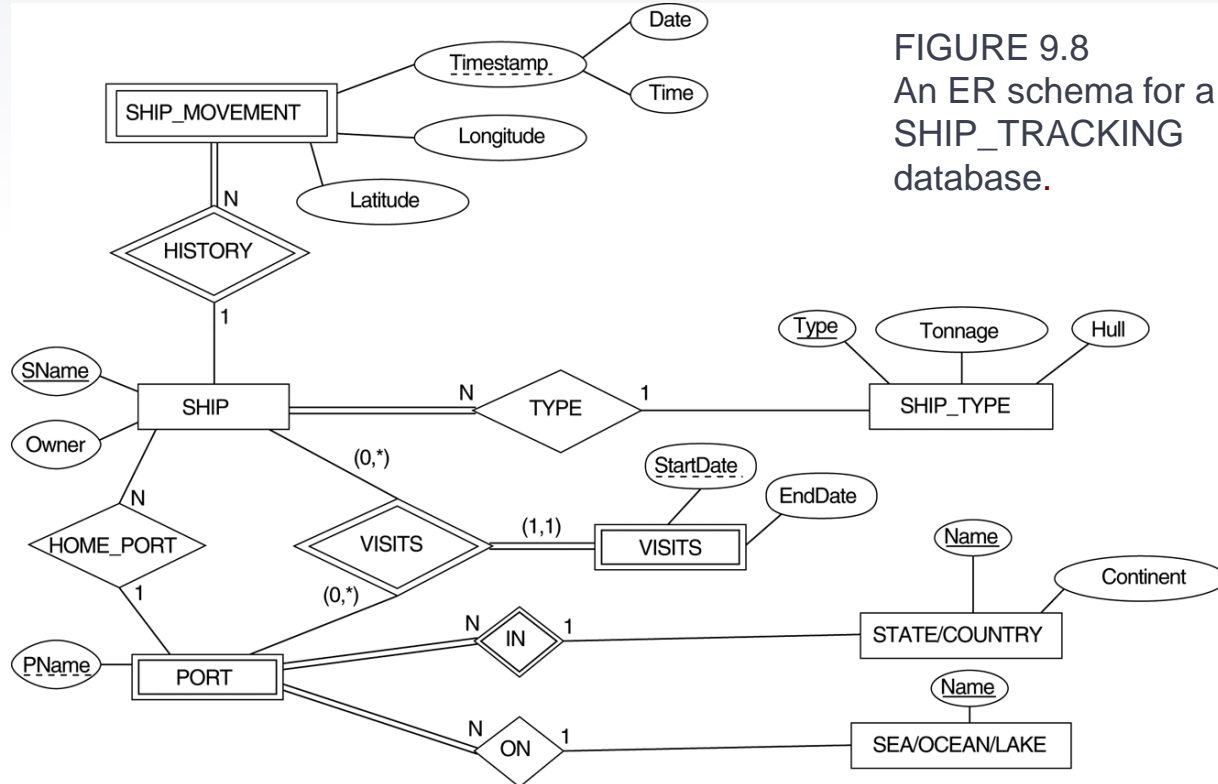 FIGURE 9.8
An ER schema for a
SHIP_TRACKING
database.
Date
Timestamp
Time
SHIP_MOVEMENT
Longitude
Latitude
N
HISTORY
1
SName
Owner
SHIP
N
TYPE
1
Type
Tonnage
Hull
SHIP_TYPE
(0,*)
StartDate
EndDate
N
HOME_PORT
1
VISITS
(1,1)
VISITS
(0,*)
Name
Continent
N
IN
1
STATE/COUNTRY
PName
PORT
Name
N
ON
1
SEA/OCEAN/LAKE